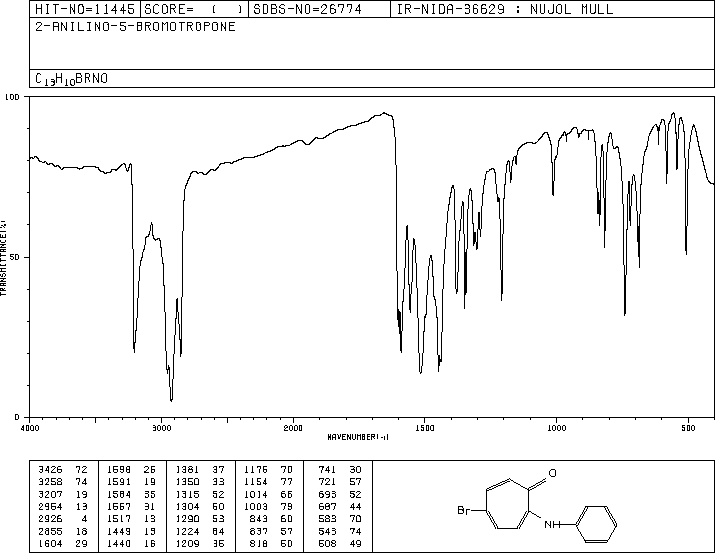 HIT-NO=11445 SCORE= ( ) SDBS-NO=26774 IR-NIDA-36629 : NUJOL MULL
2-ANILINO-5-BROMOTROPONE
C13H10BRNO
100
50
0
TRANSMITTANCE(%)
4000 3000 2000 1500 1000 500
WAVENUMBER(-1)
3426 72 1598 26 1381 37 1176 70 741 30
3258 74 1591 19 1350 33 1154 77 721 57
3207 19 1584 35 1315 52 1014 66 693 52
2954 13 1557 31 1304 50 1003 79 687 44
2926 4 1517 13 1290 53 843 60 583 70
2855 18 1449 13 1224 64 837 57 543 74
1604 29 1440 16 1209 35 818 50 508 49
O
Br
NH